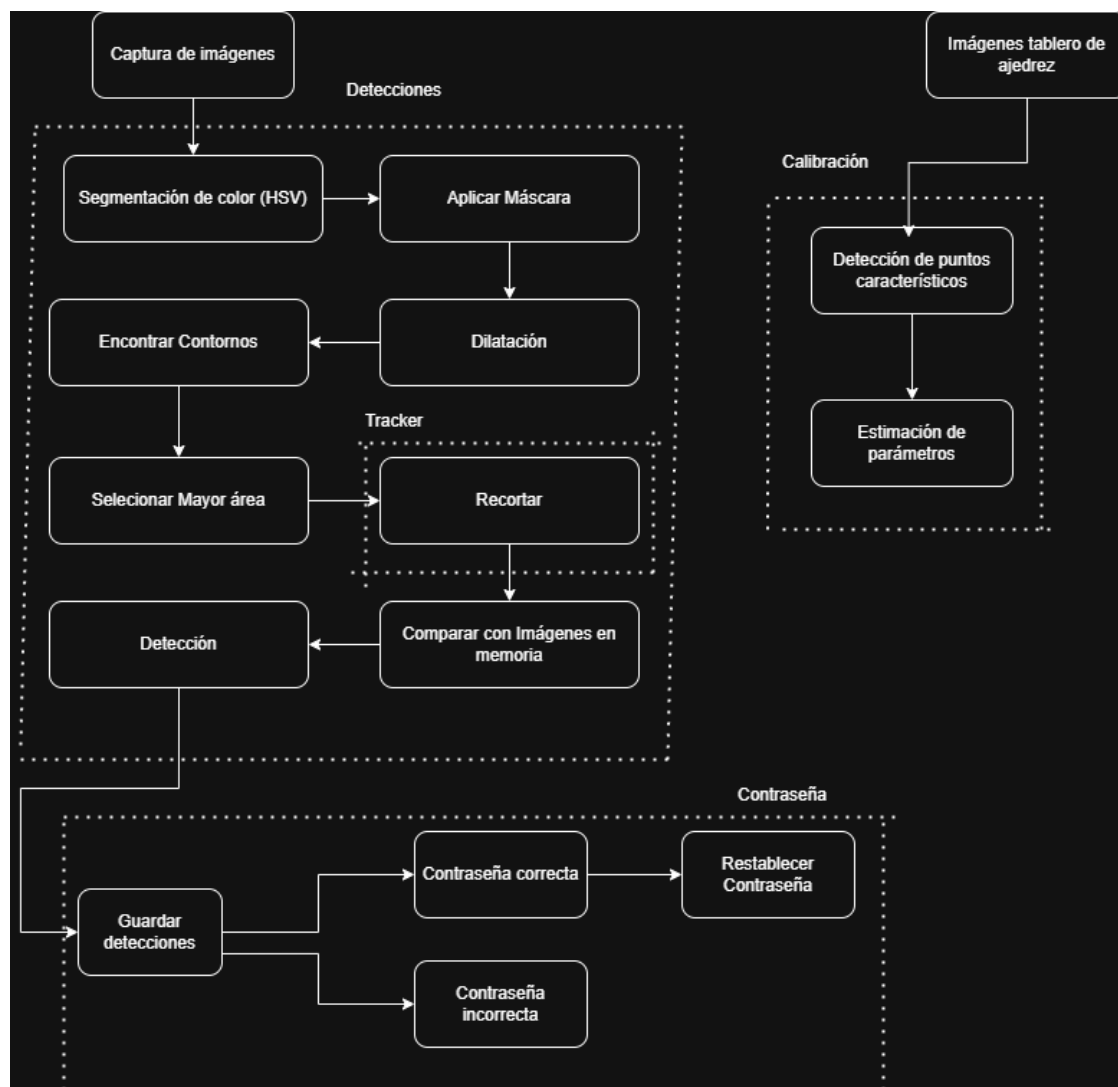 Captura de imágenes
Imágenes tablero de
ajedrez
Detecciones
Calibración
Segmentación de color (HSV)
Aplicar Máscara
Detección de puntos
característicos
Encontrar Contornos
Dilatación
Tracker
Estimación de
parámetros
Selecionar Mayor área
Recortar
Detección
Comparar con Imágenes en
memoria
Contraseña
Contraseña correcta
Restablecer
Contraseña
Guardar
detecciones
Contraseña
incorrecta